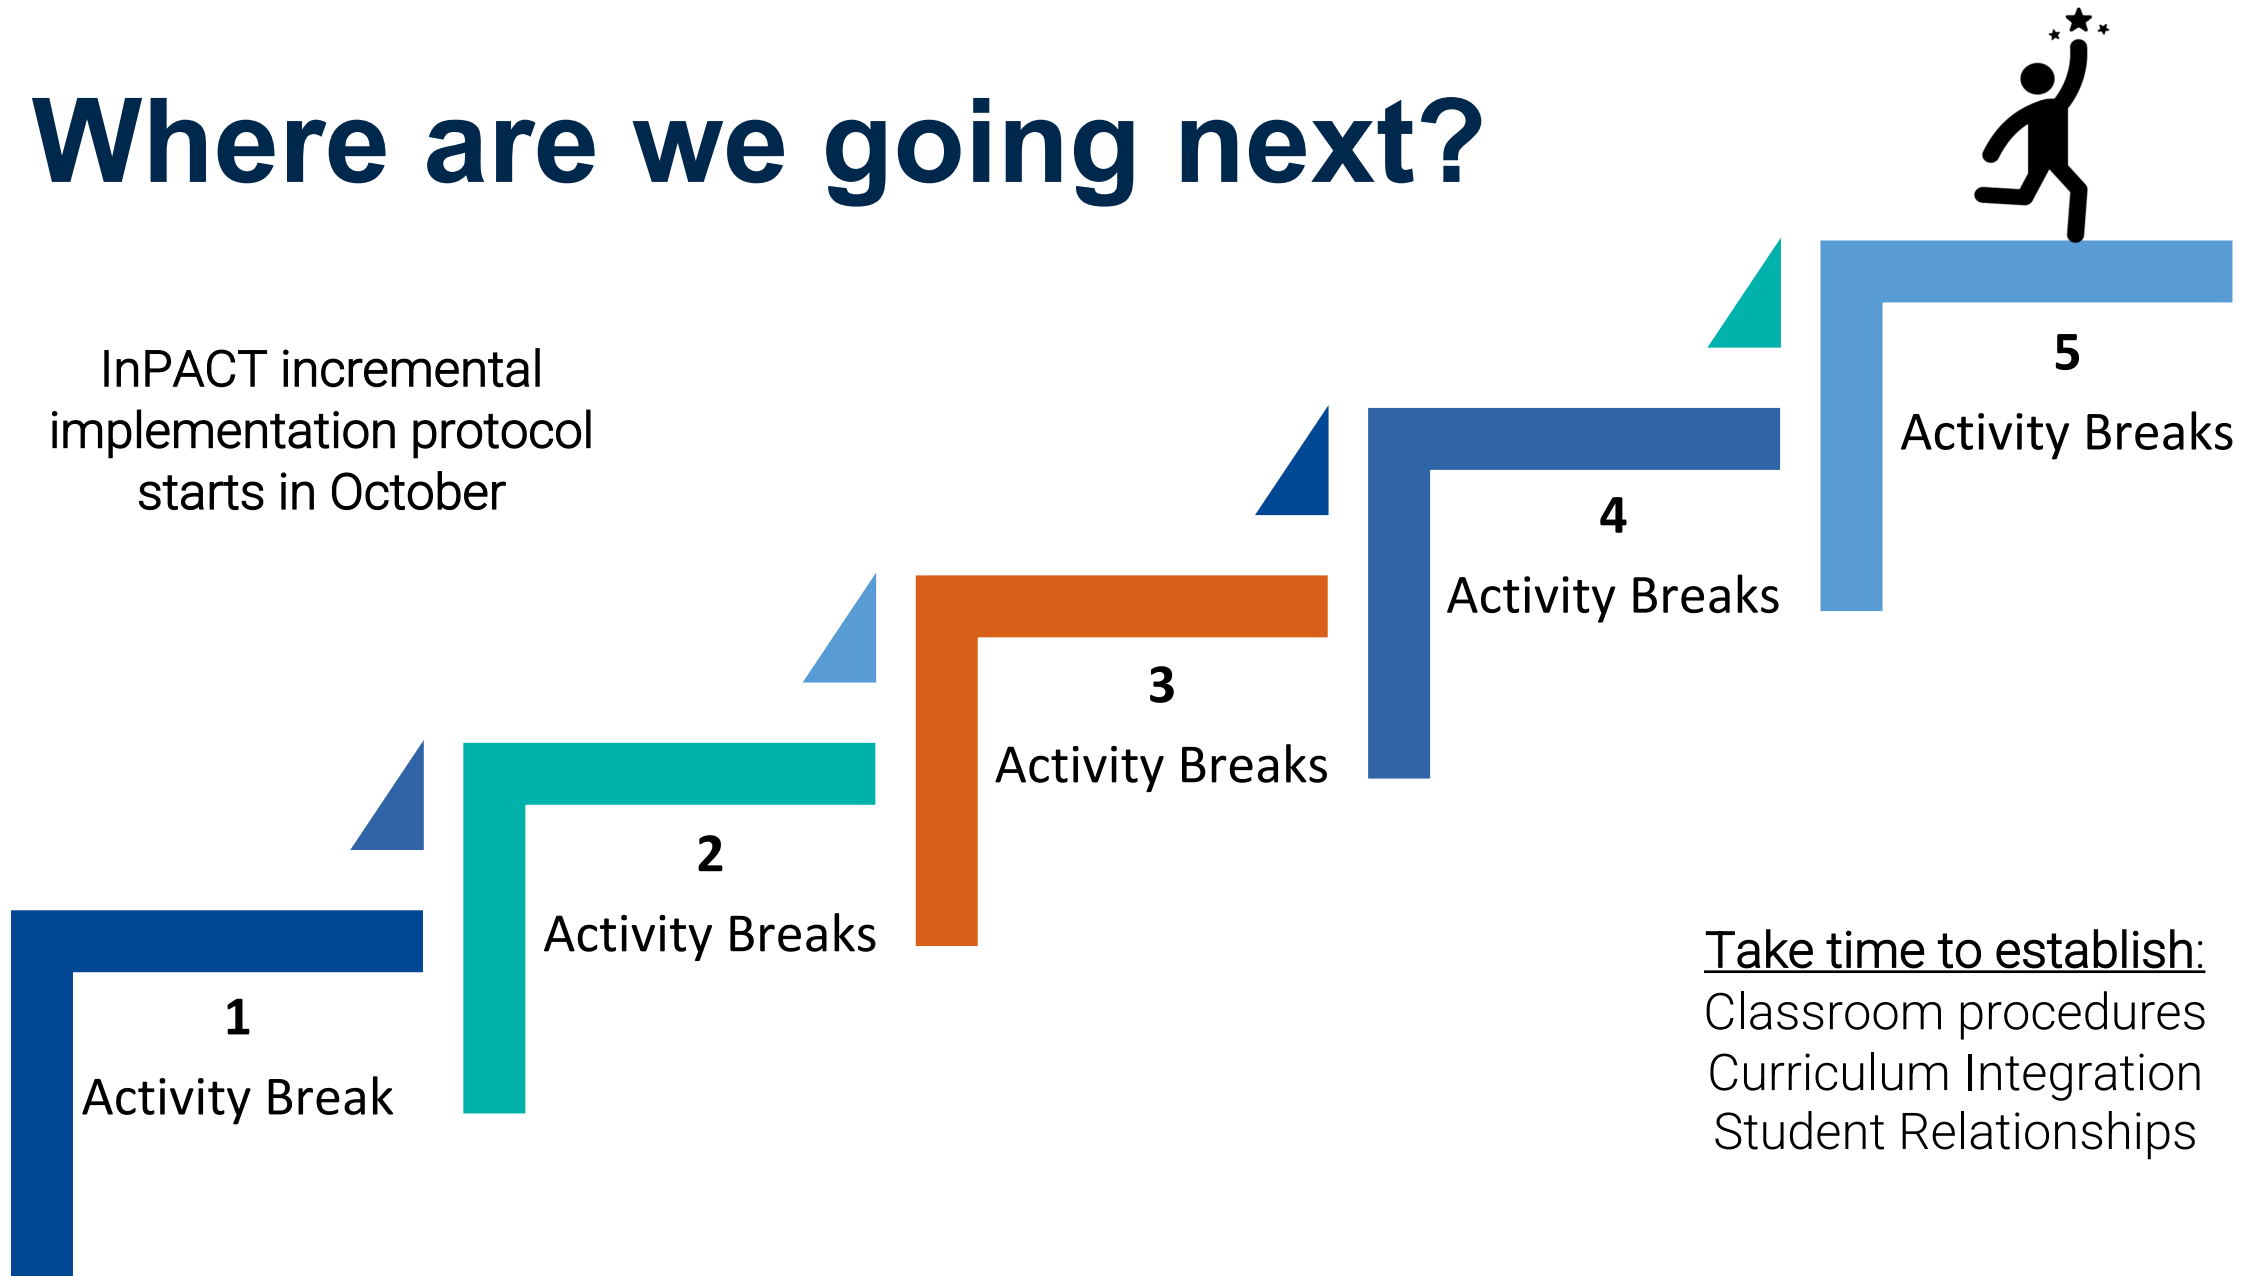 Where are we going next?
InPACT incremental
implementation protocol
starts in October
1
Activity Break
2
Activity Breaks
3
Activity Breaks
4
Activity Breaks
5
Activity Breaks
Take time to establish:
Classroom procedures
Curriculum Integration
Student Relationships